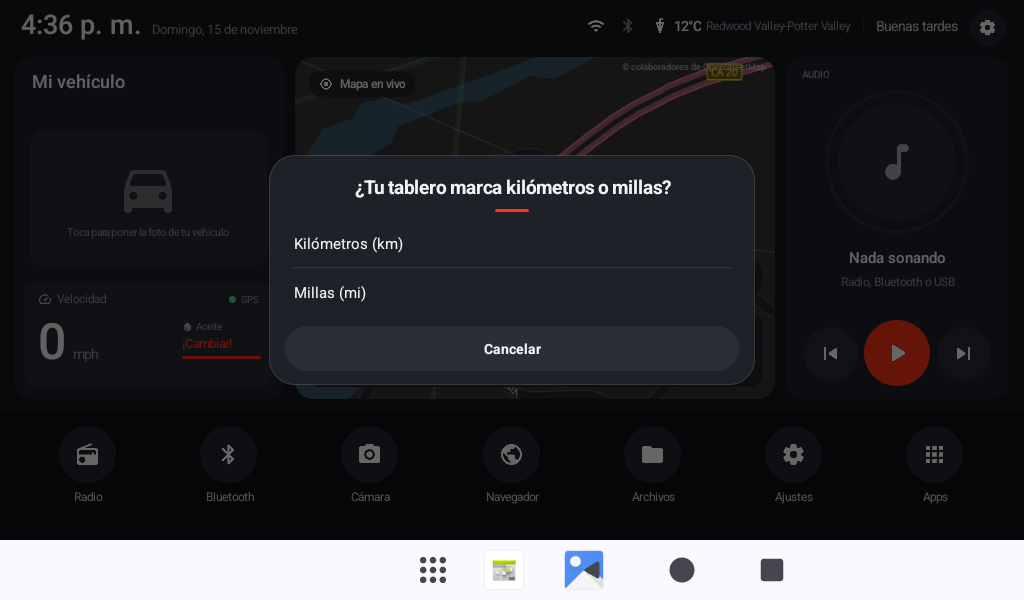 4:36 p. m.
Domingo, 15 de noviembre
12°C Redwood Valley-Potter Valley
Buenas tardes
Mi vehículo
Toca para poner la foto de tu vehículo
Velocidad
GPS
0 mph
Aceite
¡Cambiar!
Mapa en vivo
© colaboradores de OpenStreetMap
CA 20
¿Tu tablero marca kilómetros o millas?
Kilómetros (km)
Millas (mi)
Cancelar
AUDIO
Nada sonando
Radio, Bluetooth o USB
Radio
Bluetooth
Cámara
Navegador
Archivos
Ajustes
Apps